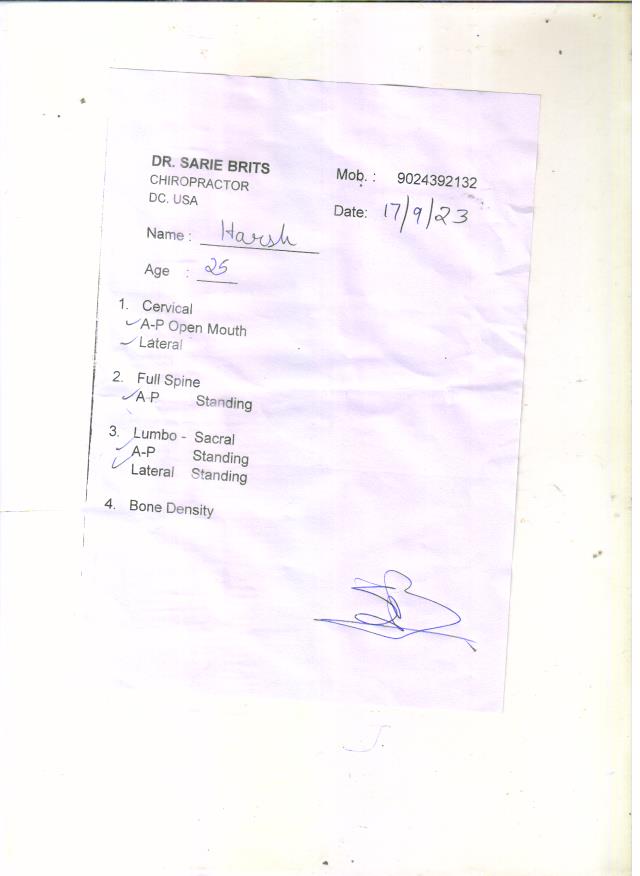 DR. SARIE BRITS
CHIROPRACTOR
DC. USA
Mob. : 9024392132
Date: 17/9/23
Name : Harsh
Age : 25
1. Cervical
✓A-P Open Mouth
✓Lateral
2. Full Spine
✓A-P Standing
3. Lumbo - Sacral
✓A-P Standing
✓Lateral Standing
4. Bone Density
J.